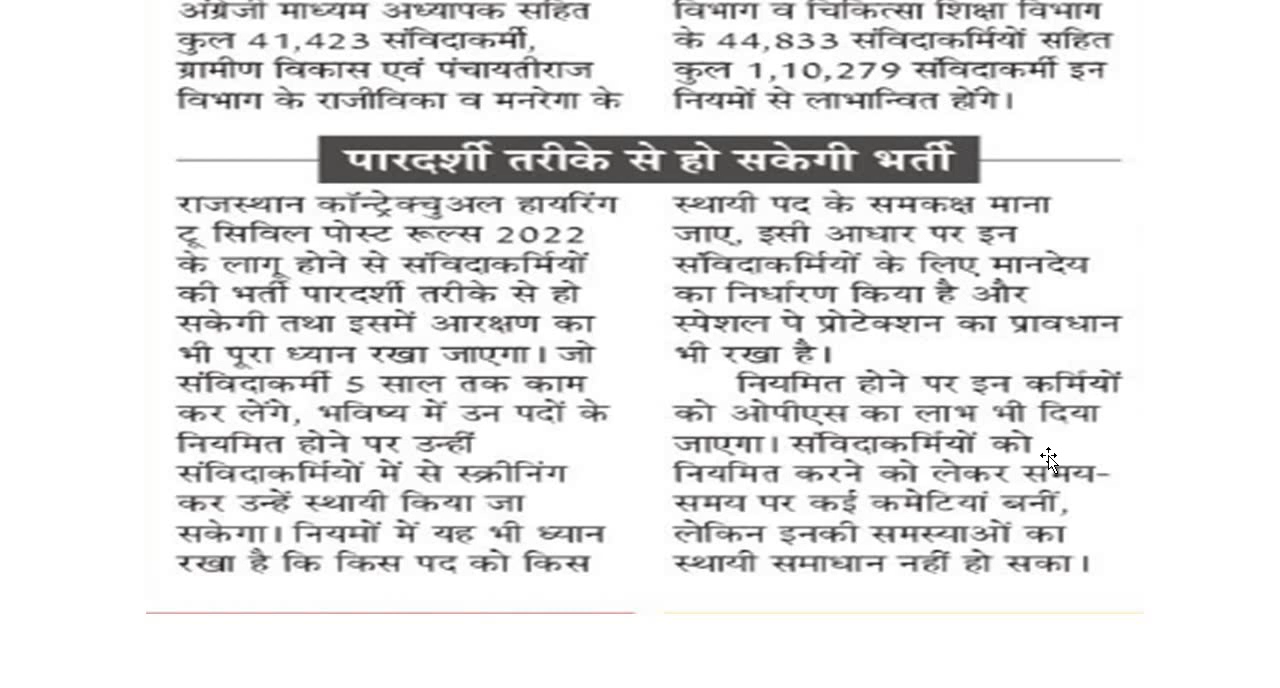 अंग्रेजी माध्यम अध्यापक सहित
कुल 41,423 संविदाकर्मी,
ग्रामीण विकास एवं पंचायतीराज
विभाग के राजीविका व मनरेगा के
विभाग व चिकित्सा शिक्षा विभाग
के 44,833 संविदाकर्मियों सहित
कुल 1,10,279 संविदाकर्मी इन
नियमों से लाभान्वित होंगे।
पारदर्शी तरीके से हो सकेगी भर्ती
राजस्थान कॉन्ट्रेक्चुअल हायरिंग
टू सिविल पोस्ट रूल्स 2022
के लागू होने से संविदाकर्मियों
की भर्ती पारदर्शी तरीके से हो
सकेगी तथा इसमें आरक्षण का
भी पूरा ध्यान रखा जाएगा। जो
संविदाकर्मी 5 साल तक काम
कर लेंगे, भविष्य में उन पदों के
नियमित होने पर उन्हीं
संविदाकर्मियों में से स्क्रीनिंग
कर उन्हें स्थायी किया जा
सकेगा। नियमों में यह भी ध्यान
रखा है कि किस पद को किस
स्थायी पद के समकक्ष माना
जाए, इसी आधार पर इन
संविदाकर्मियों के लिए मानदेय
का निर्धारण किया है और
स्पेशल पे प्रोटेक्शन का प्रावधान
भी रखा है।
नियमित होने पर इन कर्मियों
को ओपीएस का लाभ भी दिया
जाएगा। संविदाकर्मियों को
नियमित करने को लेकर समय-
समय पर कई कमेटियां बनीं,
लेकिन इनकी समस्याओं का
स्थायी समाधान नहीं हो सका।